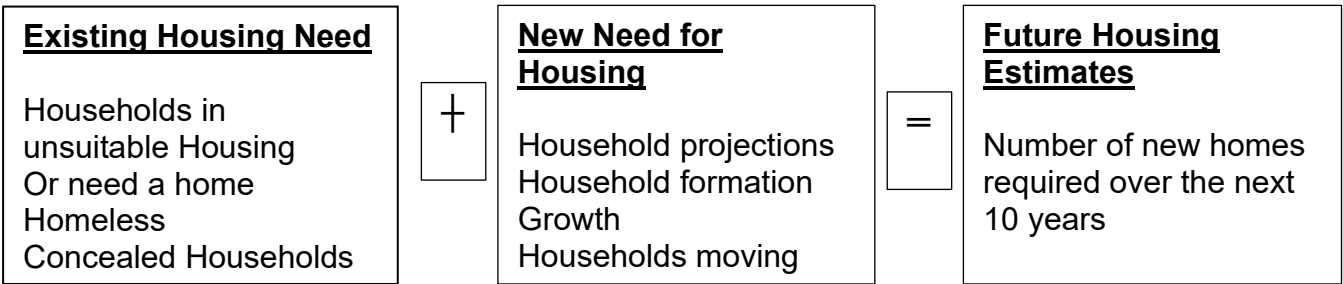 Existing Housing Need
Households in
unsuitable Housing
Or need a home
Homeless
Concealed Households
+
New Need for
Housing
Household projections
Household formation
Growth
Households moving
=
Future Housing
Estimates
Number of new homes
required over the next
10 years